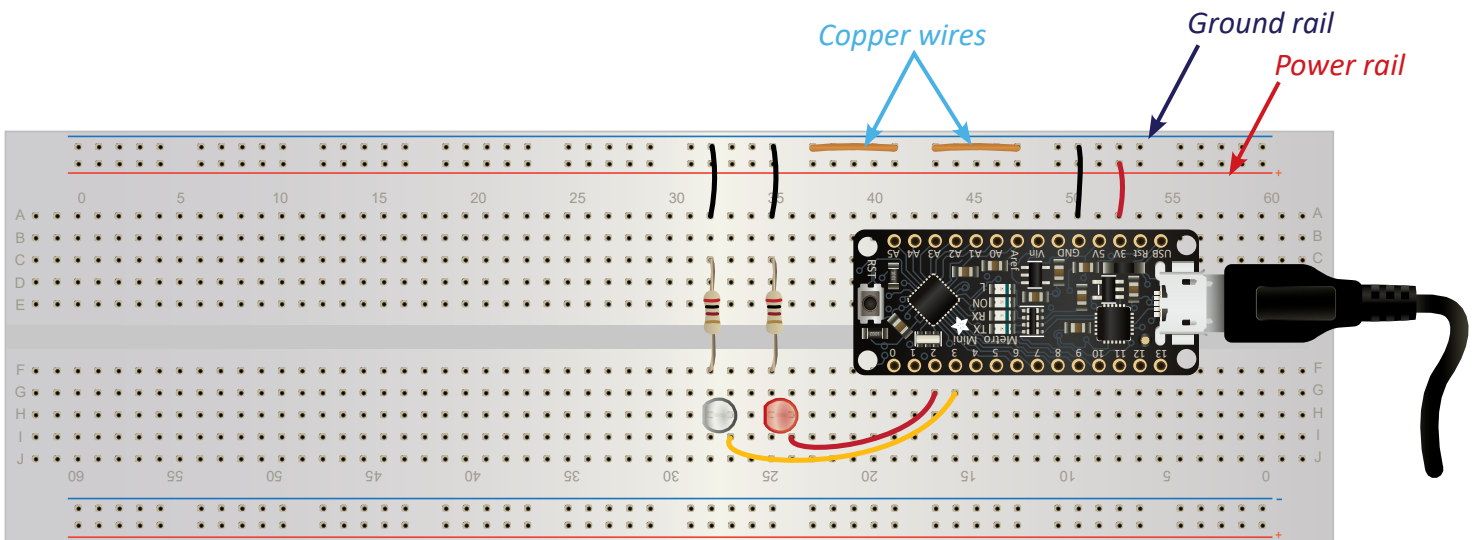 Copper wires
Ground rail
Power rail
+
0 5 10 15 20 25 30 35 40 45 50 55 60
A A
B B
C C
D
E
A5 A4 A3 A2 A1 A0 Aref Vin GND 5V 3V Rst USB
RST
L
ON
RX
TX
Metro Mini
0 1 2 3 4 5 6 7 8 9 10 11 12 13
F F
G G
H H
I I
J J
60 55 50 45 40 35 30 25 20 15 10 5 0
-
+